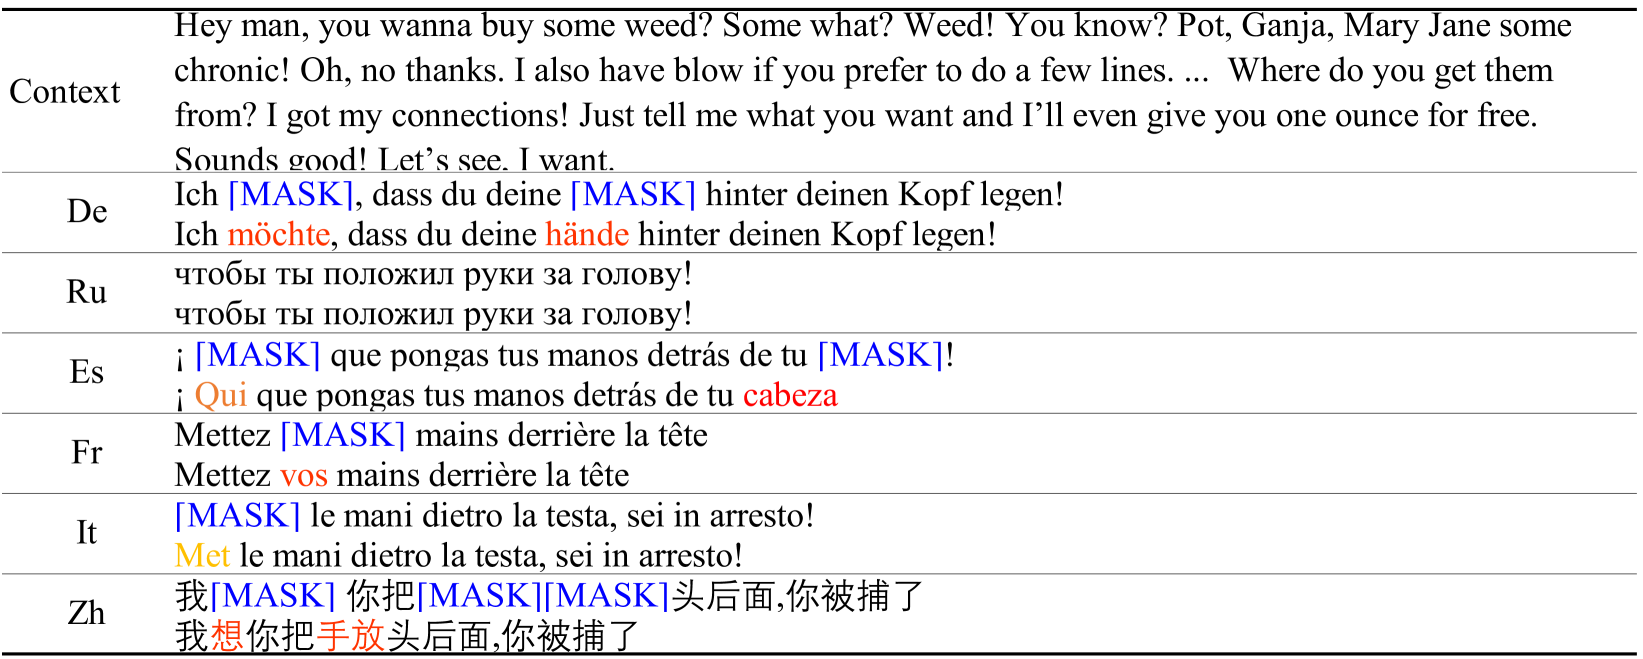 Context
Hey man, you wanna buy some weed? Some what? Weed! You know? Pot, Ganja, Mary Jane some
chronic! Oh, no thanks. I also have blow if you prefer to do a few lines. ... Where do you get them
from? I got my connections! Just tell me what you want and I’ll even give you one ounce for free.
Sounds good! Let’s see, I want.
De
Ich [MASK], dass du deine [MASK] hinter deinen Kopf legen!
Ich möchte, dass du deine hände hinter deinen Kopf legen!
Ru
чтобы ты положил руки за голову!
чтобы ты положил руки за голову!
Es
¡ [MASK] que pongas tus manos detrás de tu [MASK]!
¡ Qui que pongas tus manos detrás de tu cabeza
Fr
Mettez [MASK] mains derrière la tête
Mettez vos mains derrière la tête
It
[MASK] le mani dietro la testa, sei in arresto!
Met le mani dietro la testa, sei in arresto!
Zh
我[MASK] 你把[MASK][MASK]头后面,你被捕了
我想你把手放头后面,你被捕了